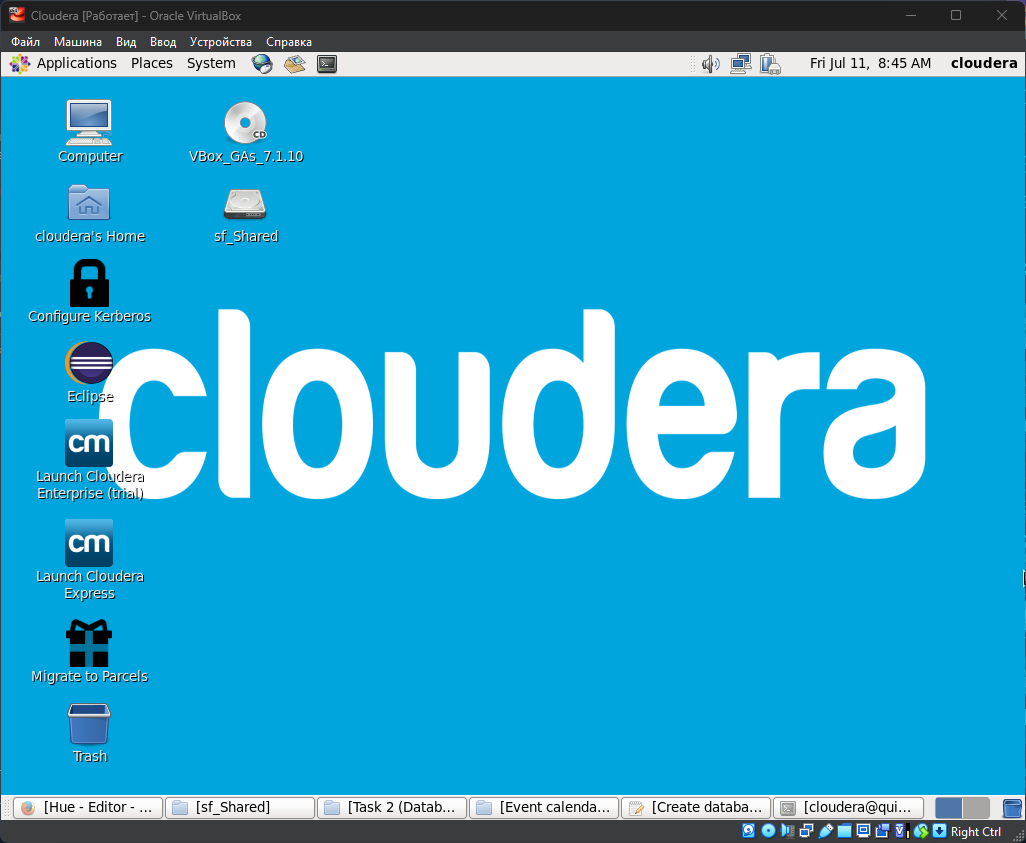 Cloudera [Работает] - Oracle VirtualBox
Файл Машина Вид Ввод Устройства Справка
Applications Places System Fri Jul 11, 8:45 AM cloudera
Computer
VBox_GAs_7.1.10
CD
cloudera's Home
sf_Shared
Configure Kerberos
Eclipse
cm
Launch Cloudera
Enterprise (trial)
cm
Launch Cloudera
Express
Migrate to Parcels
Trash
cloudera
[Hue - Editor - ... [sf_Shared] [Task 2 (Datab... [Event calenda... [Create databa... [cloudera@qui...
Right Ctrl